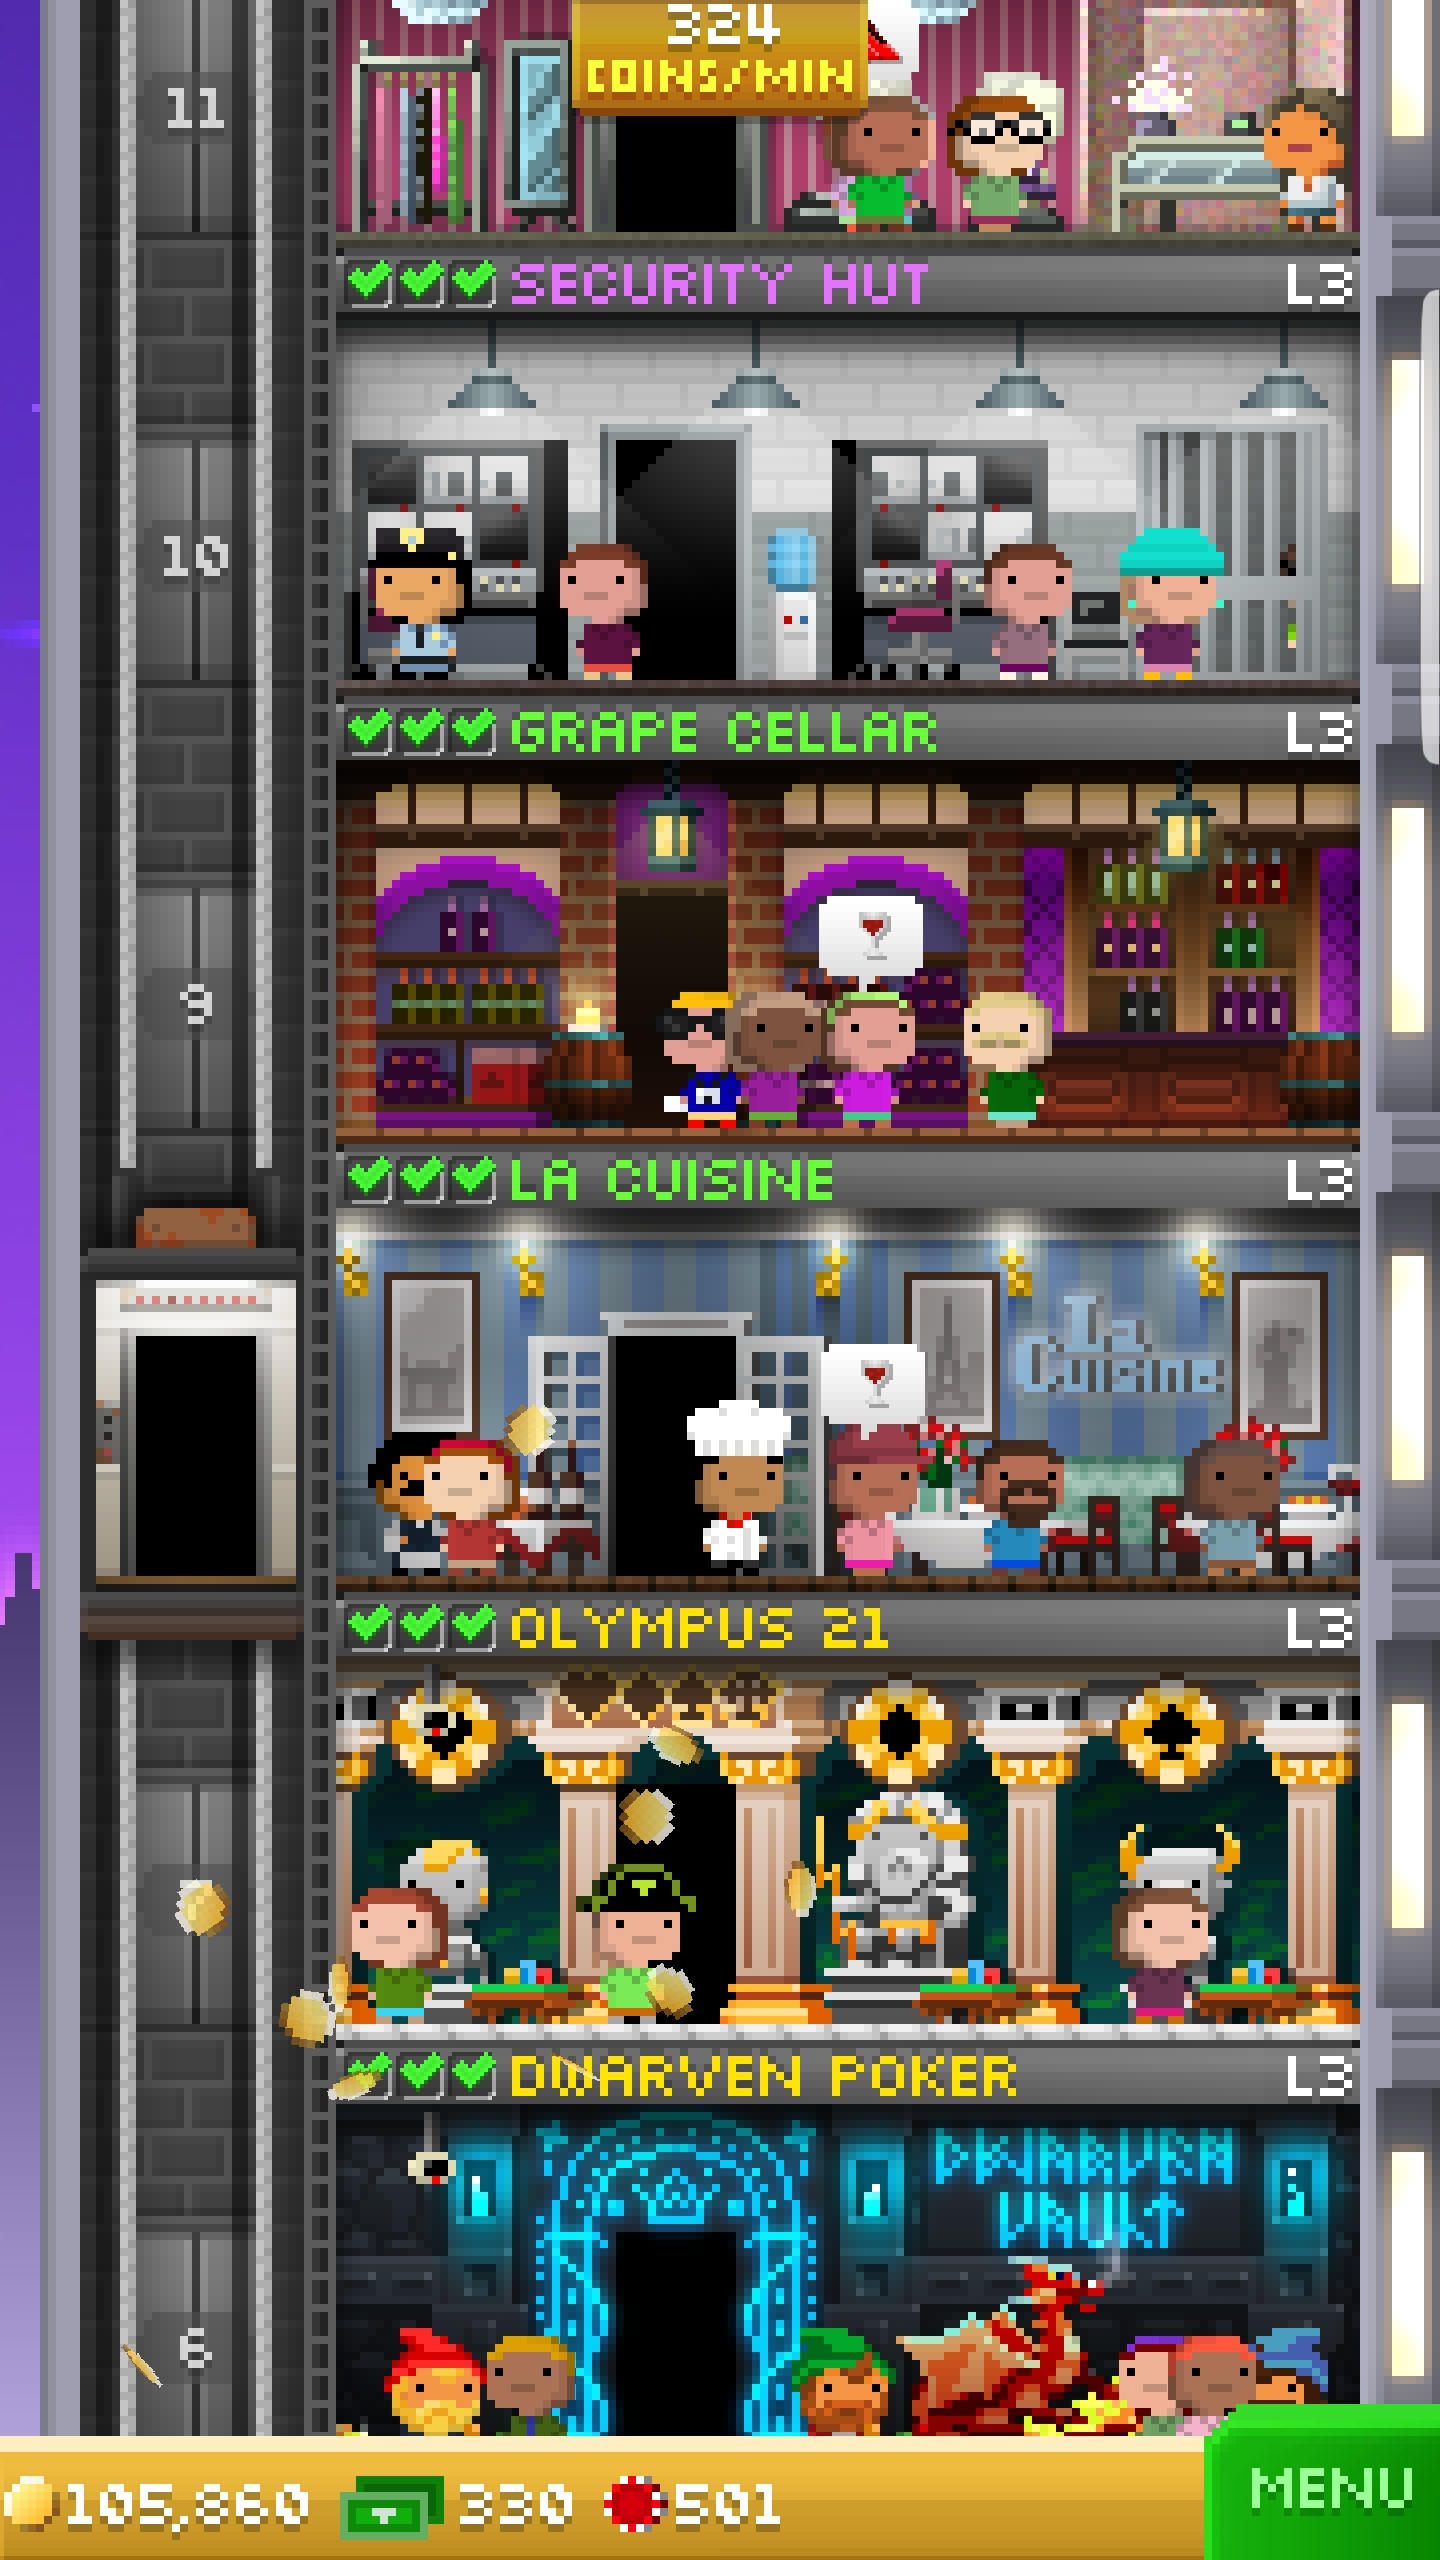 324
COINS/MIN
11
SECURITY HUT L3
10
GRAPE CELLAR L3
9
LA CUISINE L3
La
Cuisine
OLYMPUS 21 L3
DWARVEN POKER L3
DWARVEN
VAULT
6
105,860 330 501
MENU